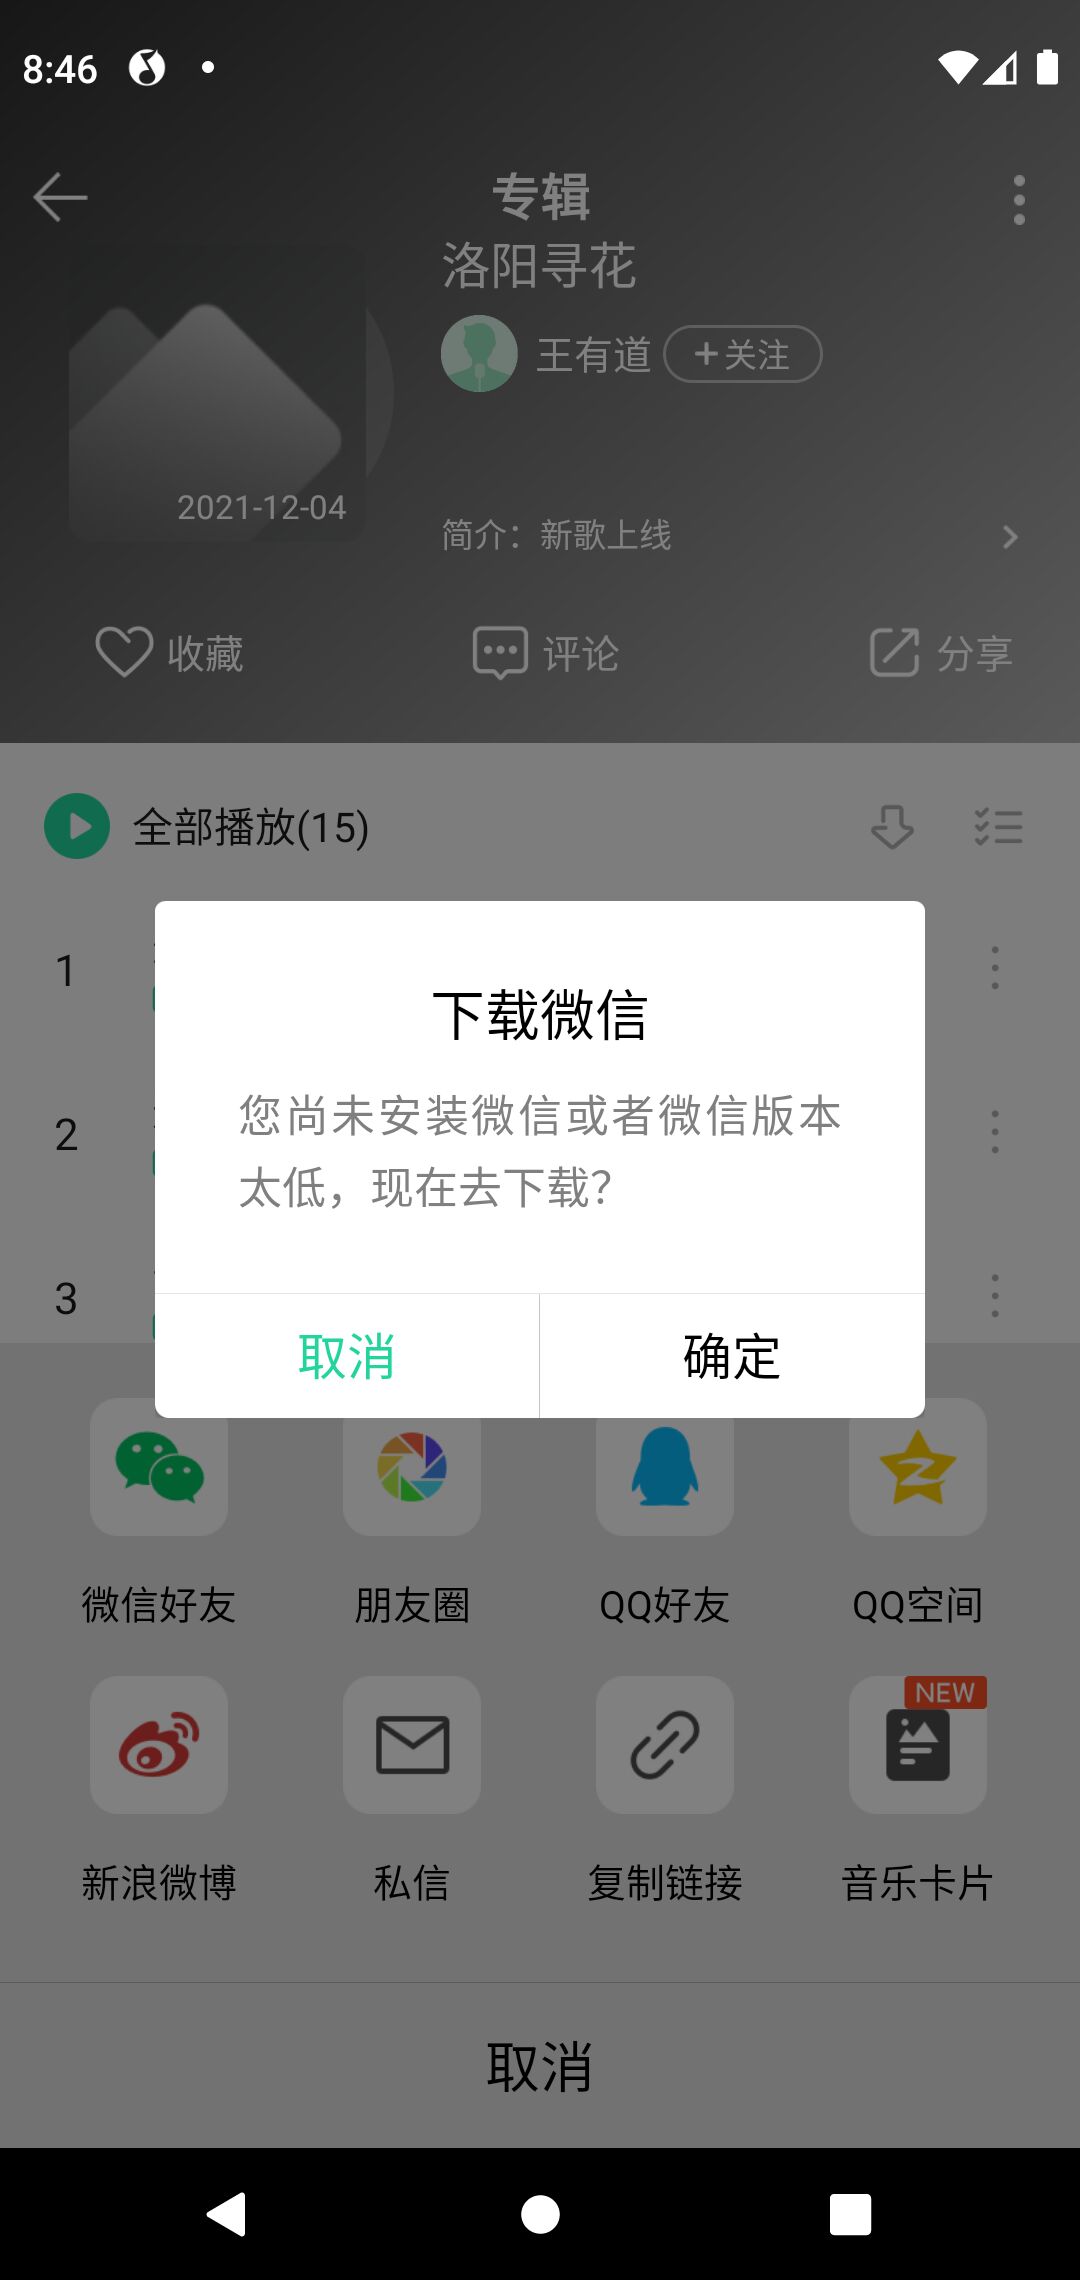 8:46
专辑
洛阳寻花
王有道
+关注
2021-12-04
简介：新歌上线
收藏
评论
分享
全部播放(15)
1
2
3
下载微信
您尚未安装微信或者微信版本
太低，现在去下载？
取消
确定
微信好友
朋友圈
QQ好友
QQ空间
NEW
新浪微博
私信
复制链接
音乐卡片
取消